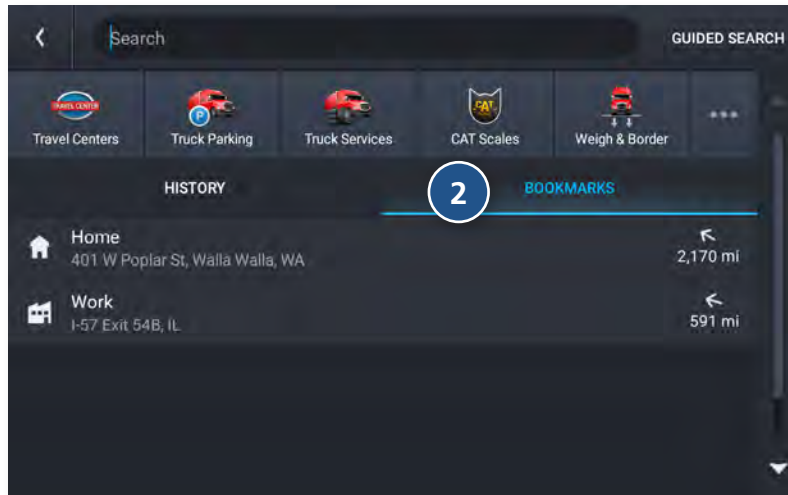 Search
GUIDED SEARCH
TRAVEL CENTER
P
CAT
Travel Centers
Truck Parking
Truck Services
CAT Scales
Weigh & Border
HISTORY
2
BOOKMARKS
Home
401 W Poplar St, Walla Walla, WA
2,170 mi
Work
I-57 Exit 54B, IL
591 mi